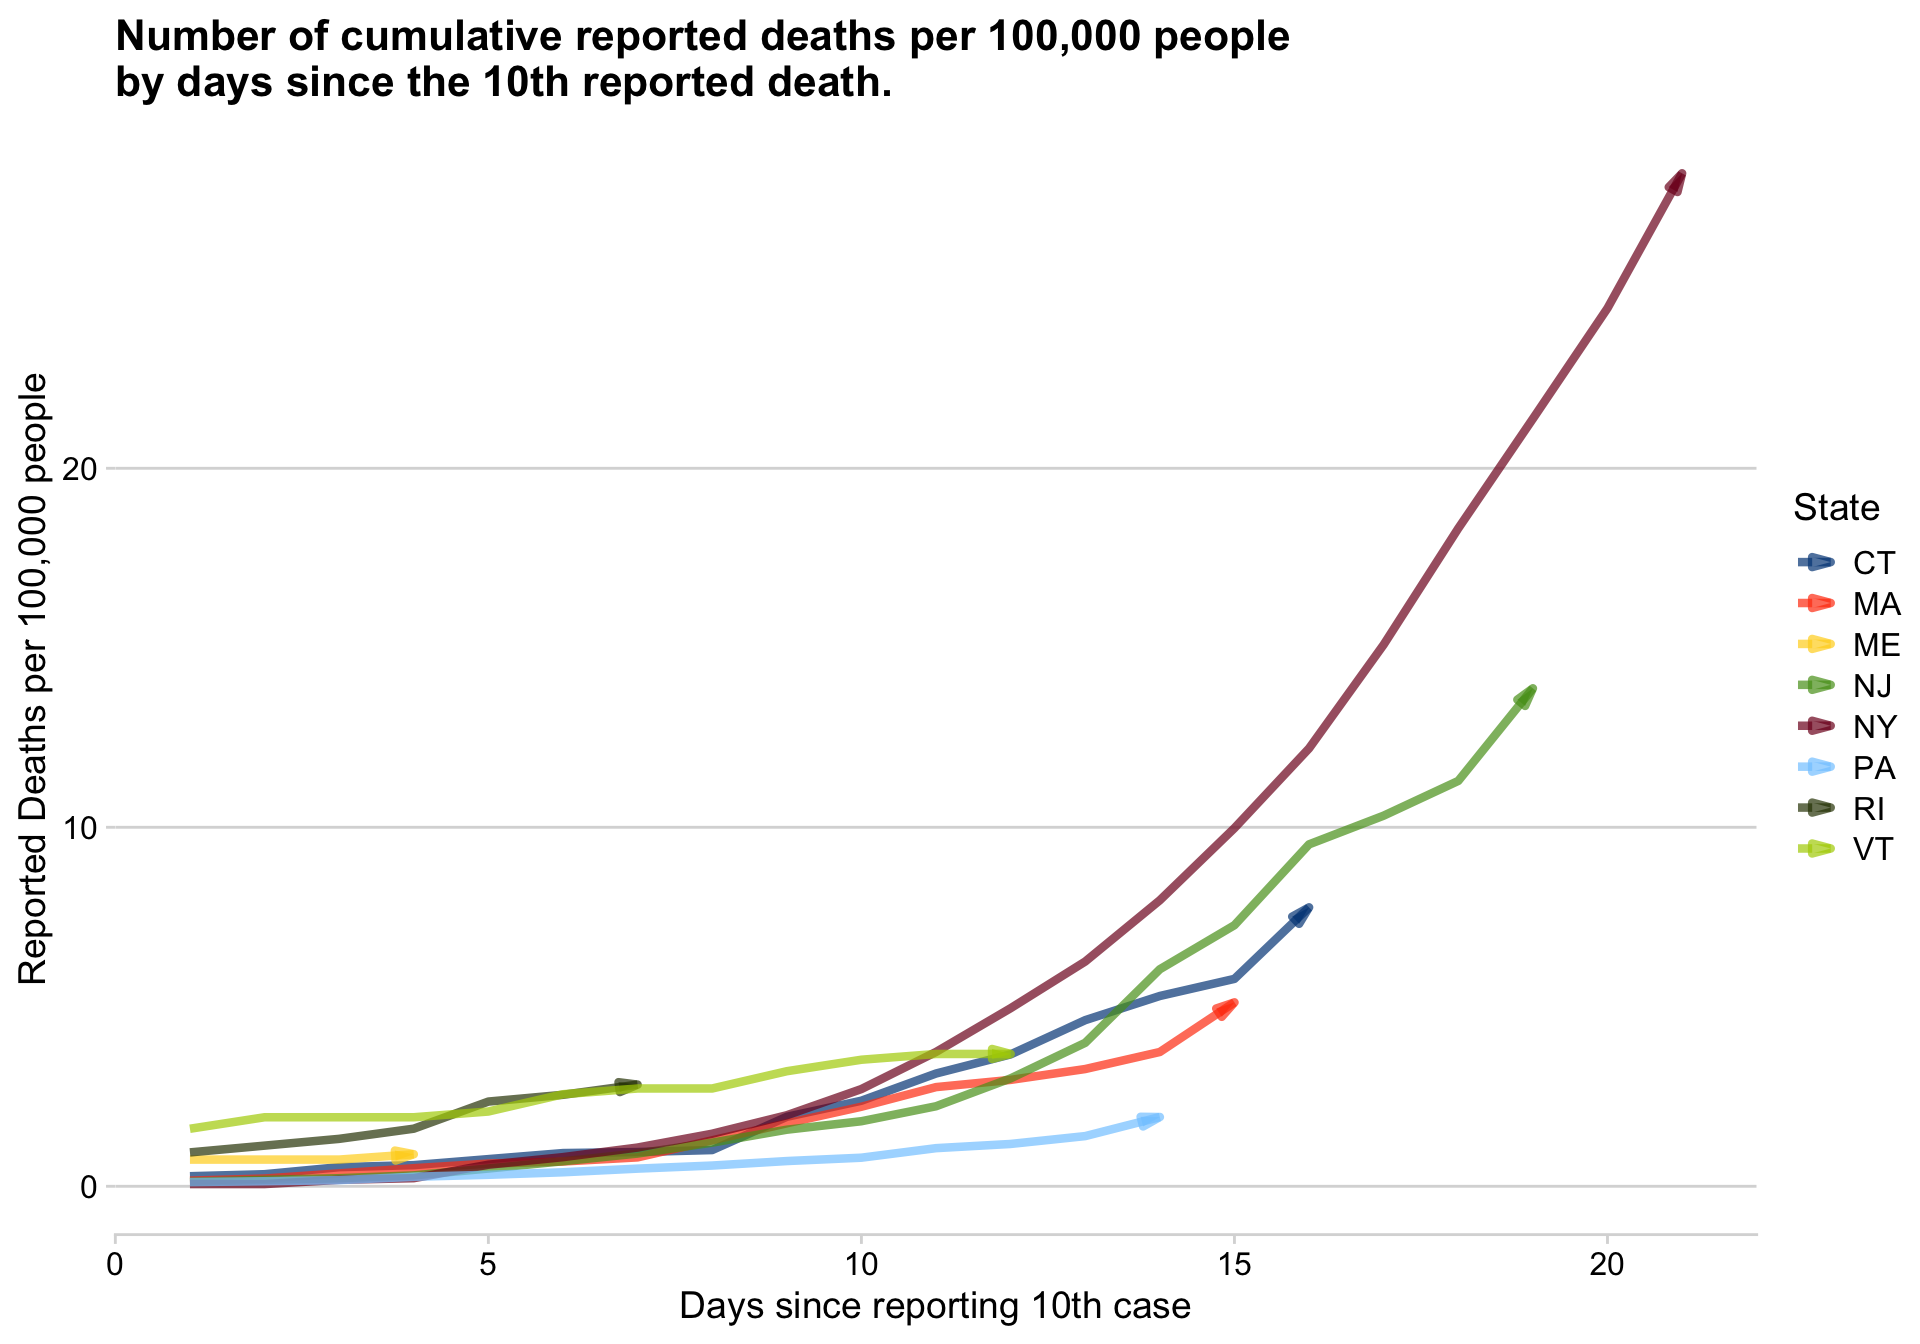 Number of cumulative reported deaths per 100,000 people
by days since the 10th reported death.
Reported Deaths per 100,000 people
20
10
0
0
5
10
15
20
Days since reporting 10th case
State
CT
MA
ME
NJ
NY
PA
RI
VT